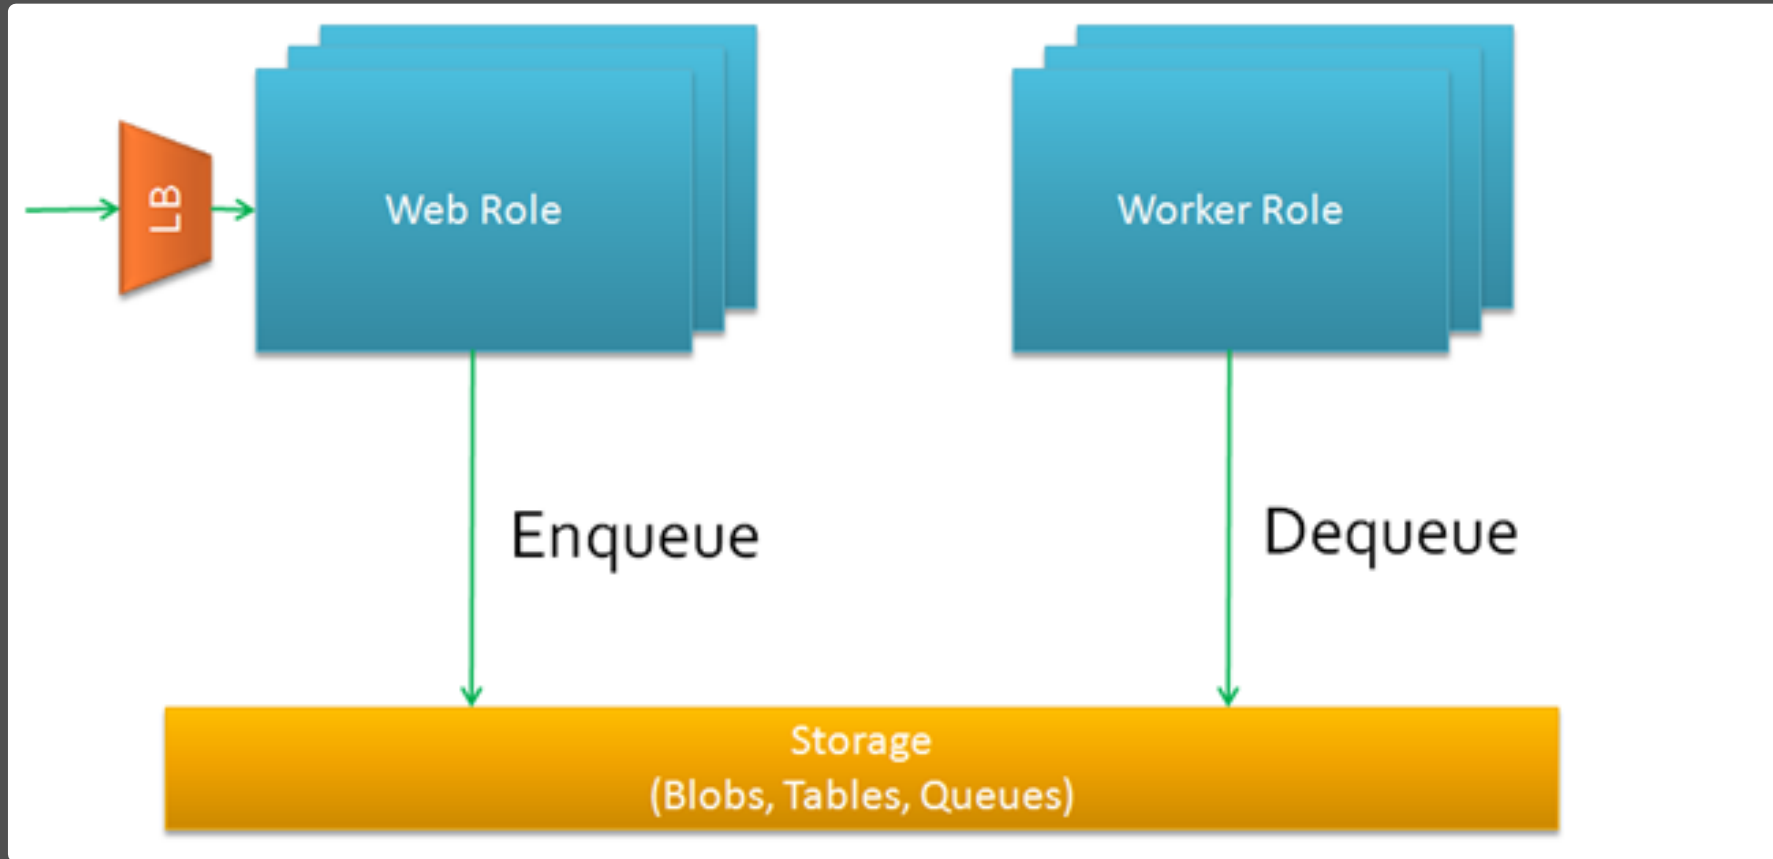 LB
Web Role
Worker Role
Enqueue
Dequeue
Storage
(Blobs, Tables, Queues)